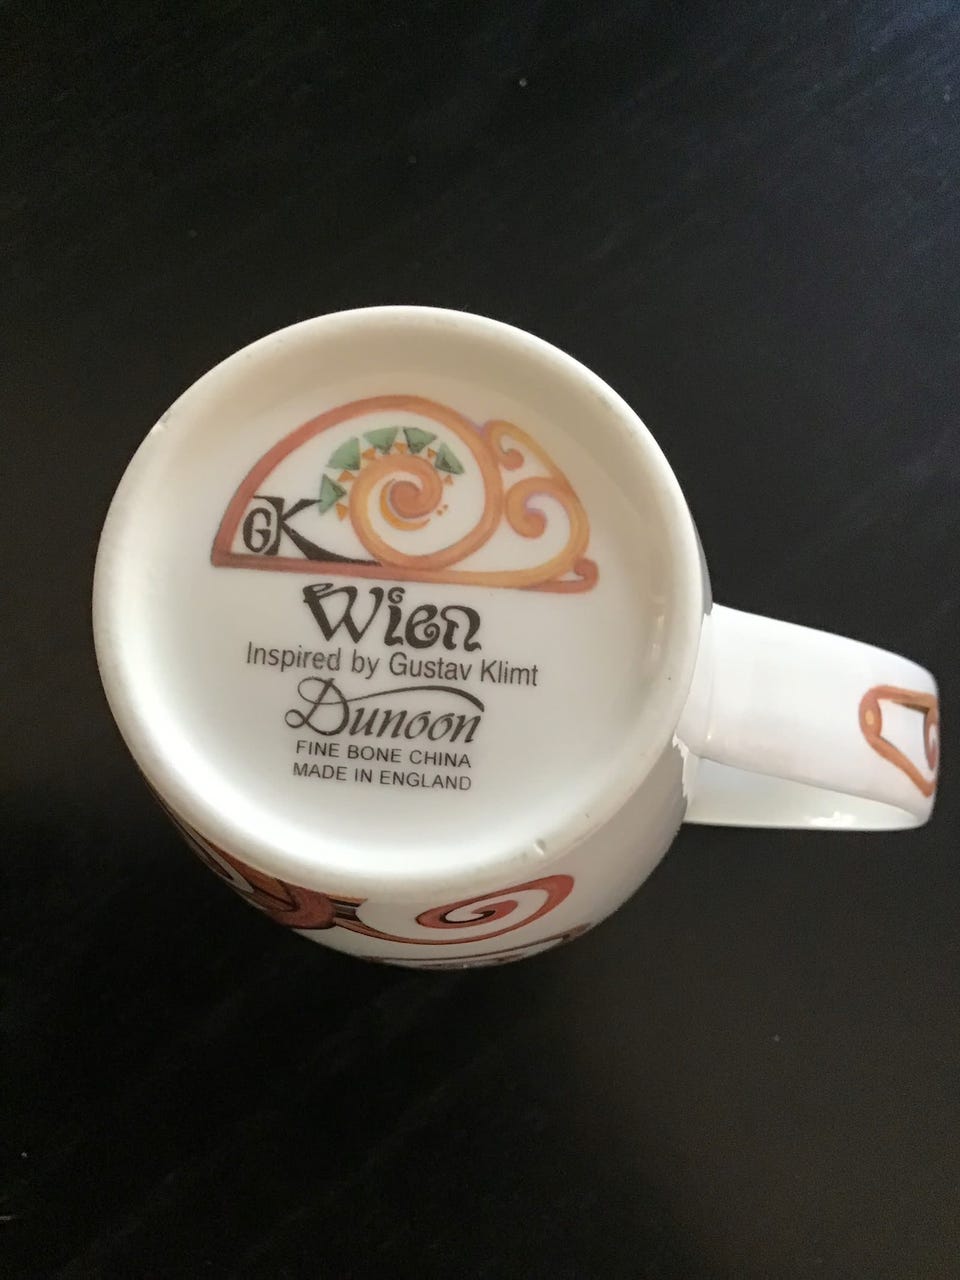 GK
Wien
Inspired by Gustav Klimt
Dunoon
FINE BONE CHINA
MADE IN ENGLAND